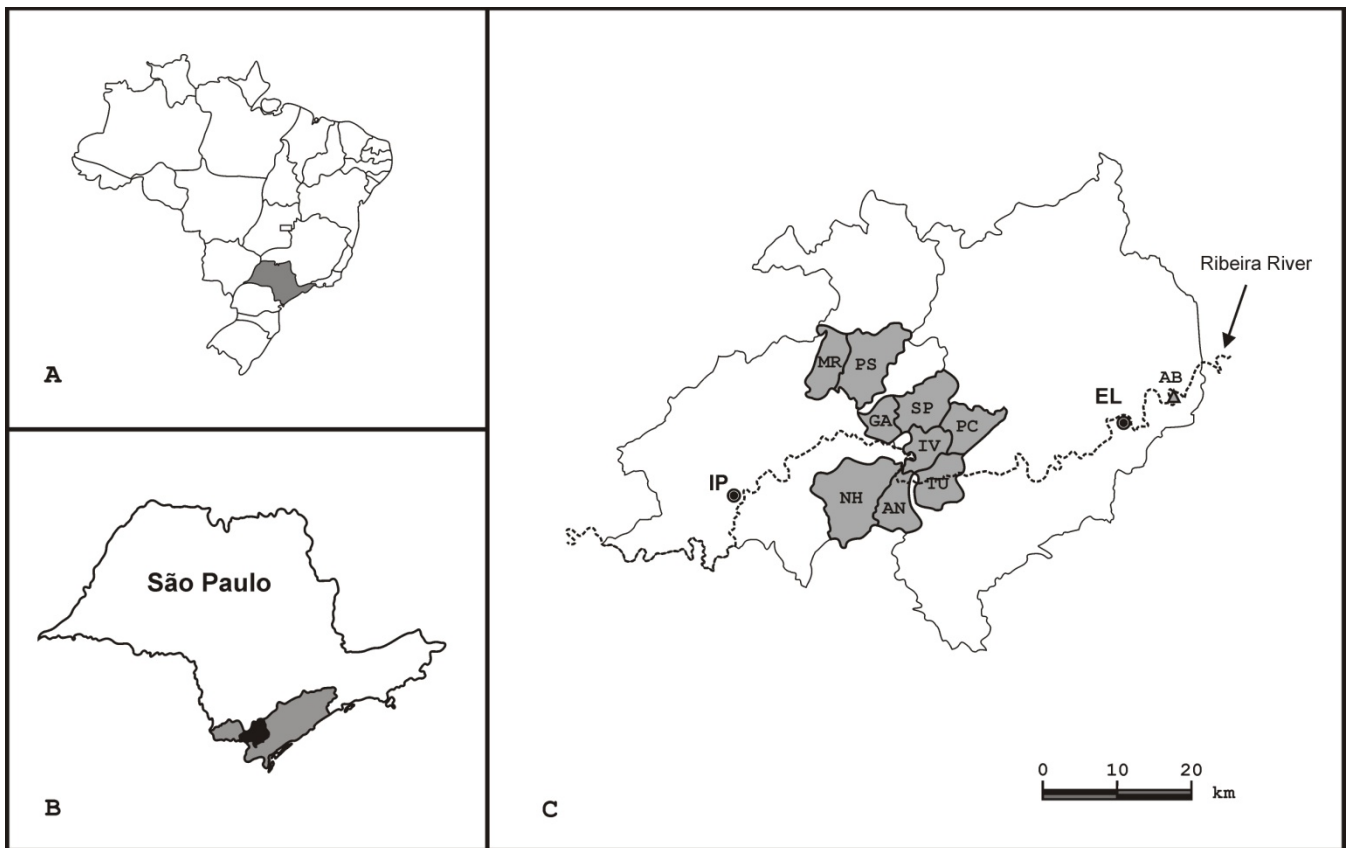 A
São Paulo
B
Ribeira River
MR
PS
AB
EL
SP
GA
PC
IV
IP
TU
NH
AN
0 10 20
km
C